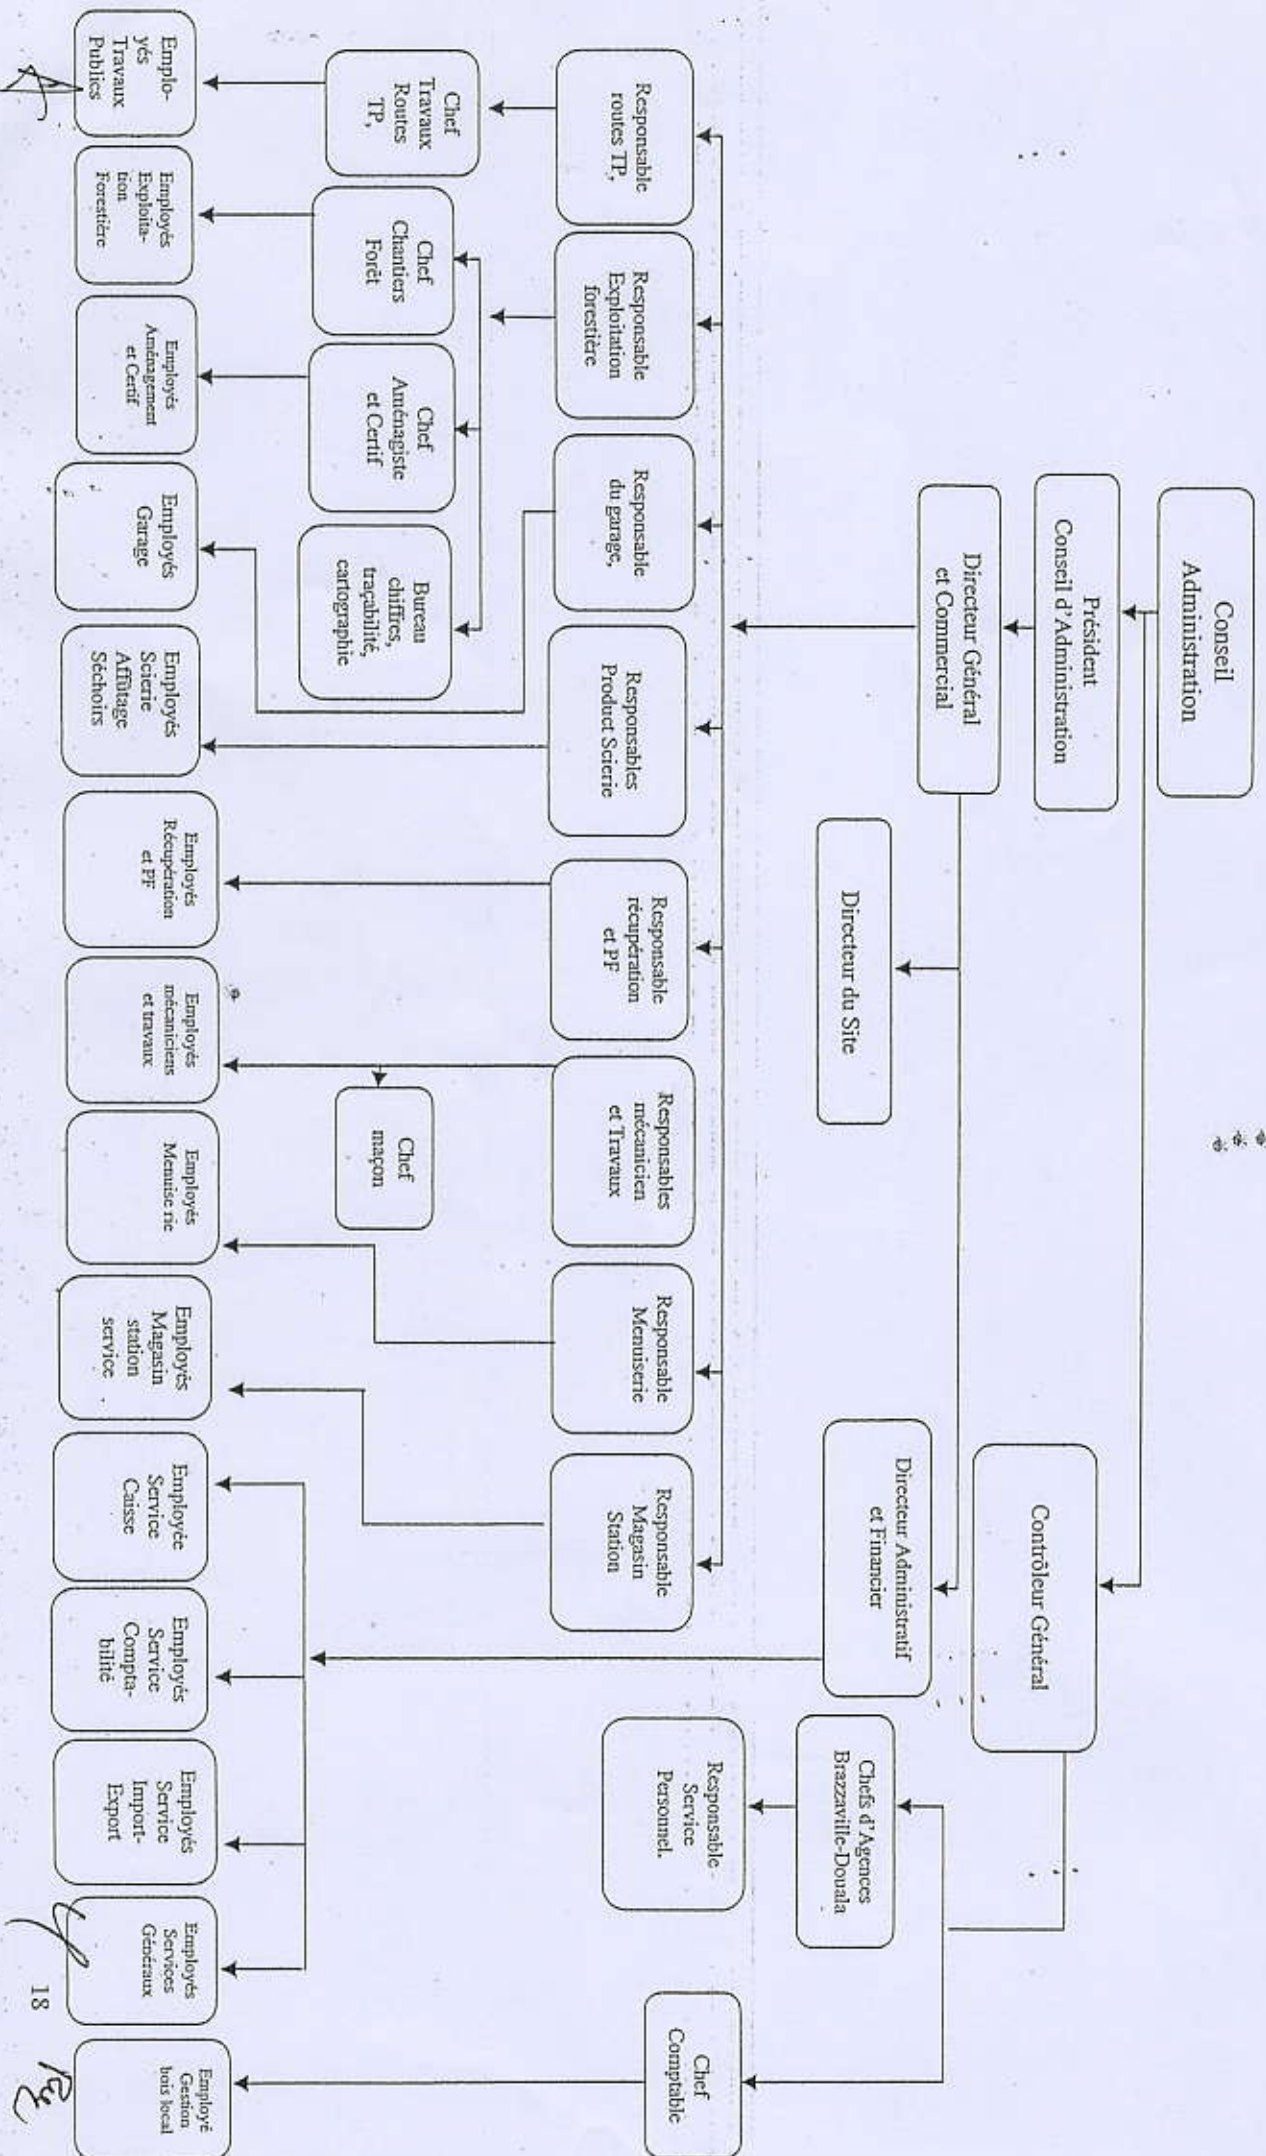 Conseil
Administration
Président
Conseil d'Administration
Contrôleur Général
Directeur Général
et Commercial
Directeur du Site
Directeur Administratif
et Financier
Chefs d'Agences
Brazzaville-Douala
Responsable
routes TP,
Responsable
Exploitation
forestière
Responsable
du garage,
Responsables
Product Scierie
Responsable
récupération
et PF
Responsables
mécanicien
et Travaux
Responsable
Menuiserie
Responsable
Magasin
Station
Responsable -
Service
Personnel.
Chef
Comptable
Chef
Travaux
Routes
TP,
Chef
Chantiers
Forêt
Chef
Aménagiste
et Certif
Bureau
chiffres,
traçabilité,
cartographie
Chef
maçon
Emplo-
yés
Travaux
Publics
Employés
Exploita-
tion
Forestière
Employés
Aménagement
et Certif
Employés
Garage
Employés
Scierie
Affûtage
Séchoirs
Employés
Récupération
et PF
Employés
mécaniciens
et travaux
Employés
Menuise rie
Employés
Magasin
station
service
Employée
Service
Caisse
Employés
Service
Compta-
bilité
Employés
Service
Import-
Export
Employés
Services
Généraux
Employé
Gestion
bois local
18